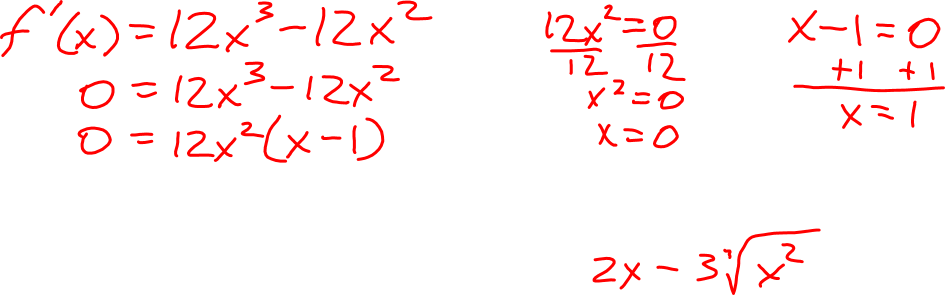 f'(x) = 12x³ - 12x²
0 = 12x³ - 12x²
0 = 12x²(x - 1)
12x² = 0
12 12
x² = 0
x = 0
x - 1 = 0
+1 +1
x = 1
2x - 3√x²